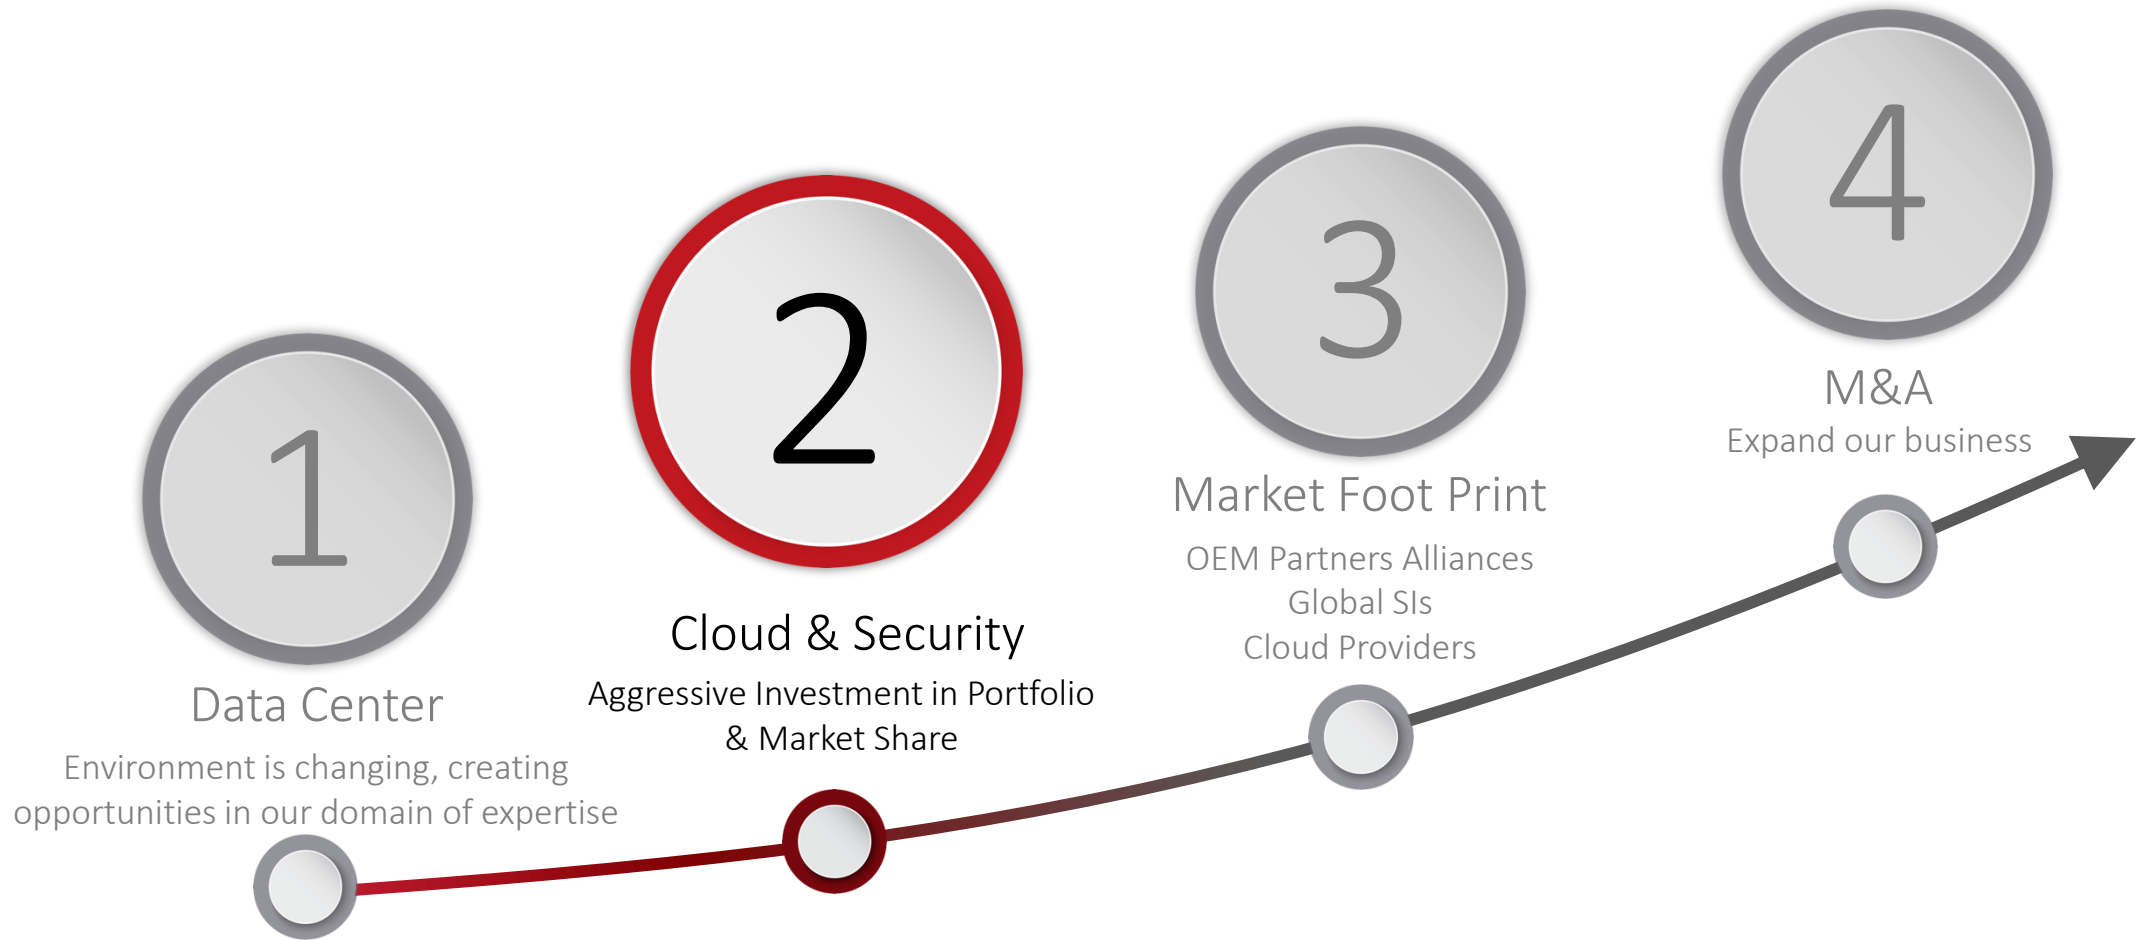 1
Data Center
Environment is changing, creating
opportunities in our domain of expertise
2
Cloud & Security
Aggressive Investment in Portfolio
& Market Share
3
Market Foot Print
OEM Partners Alliances
Global SIs
Cloud Providers
4
M&A
Expand our business